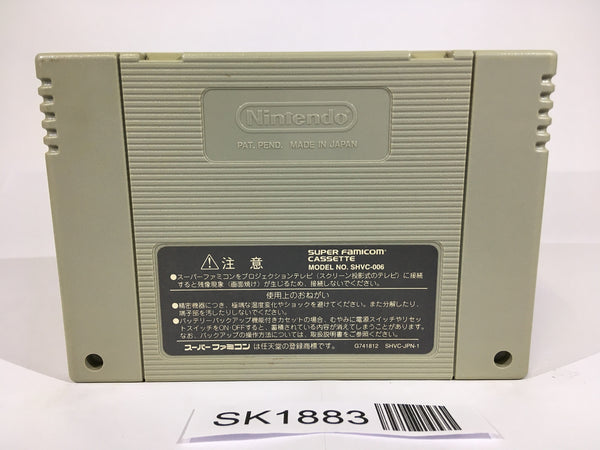 Nintendo
PAT. PEND. MADE IN JAPAN
⚠注意
SUPER FAMICOM
CASSETTE
MODEL NO. SHVC-006
●スーパーファミコンをプロジェクションテレビ(スクリーン投影式のテレビ)に接続
すると残像現象(画面焼け)が生じるため、接続しないでください。
使用上のおねがい
●精密機器につき、極端な温度変化やショックを避けてください。また分解したり、
端子部を汚したりしないでください。
●バッテリーバックアップ機能付きカセットの場合、むやみに電源スイッチやリセッ
トスイッチをON・OFFすると、蓄積されている内容が消えてしまうことがあります。
なお、バックアップの操作方法については、取扱説明書をご参照ください。
スーパーファミコンは任天堂の登録商標です。 G741812 SHVC-JPN-1
SK1883